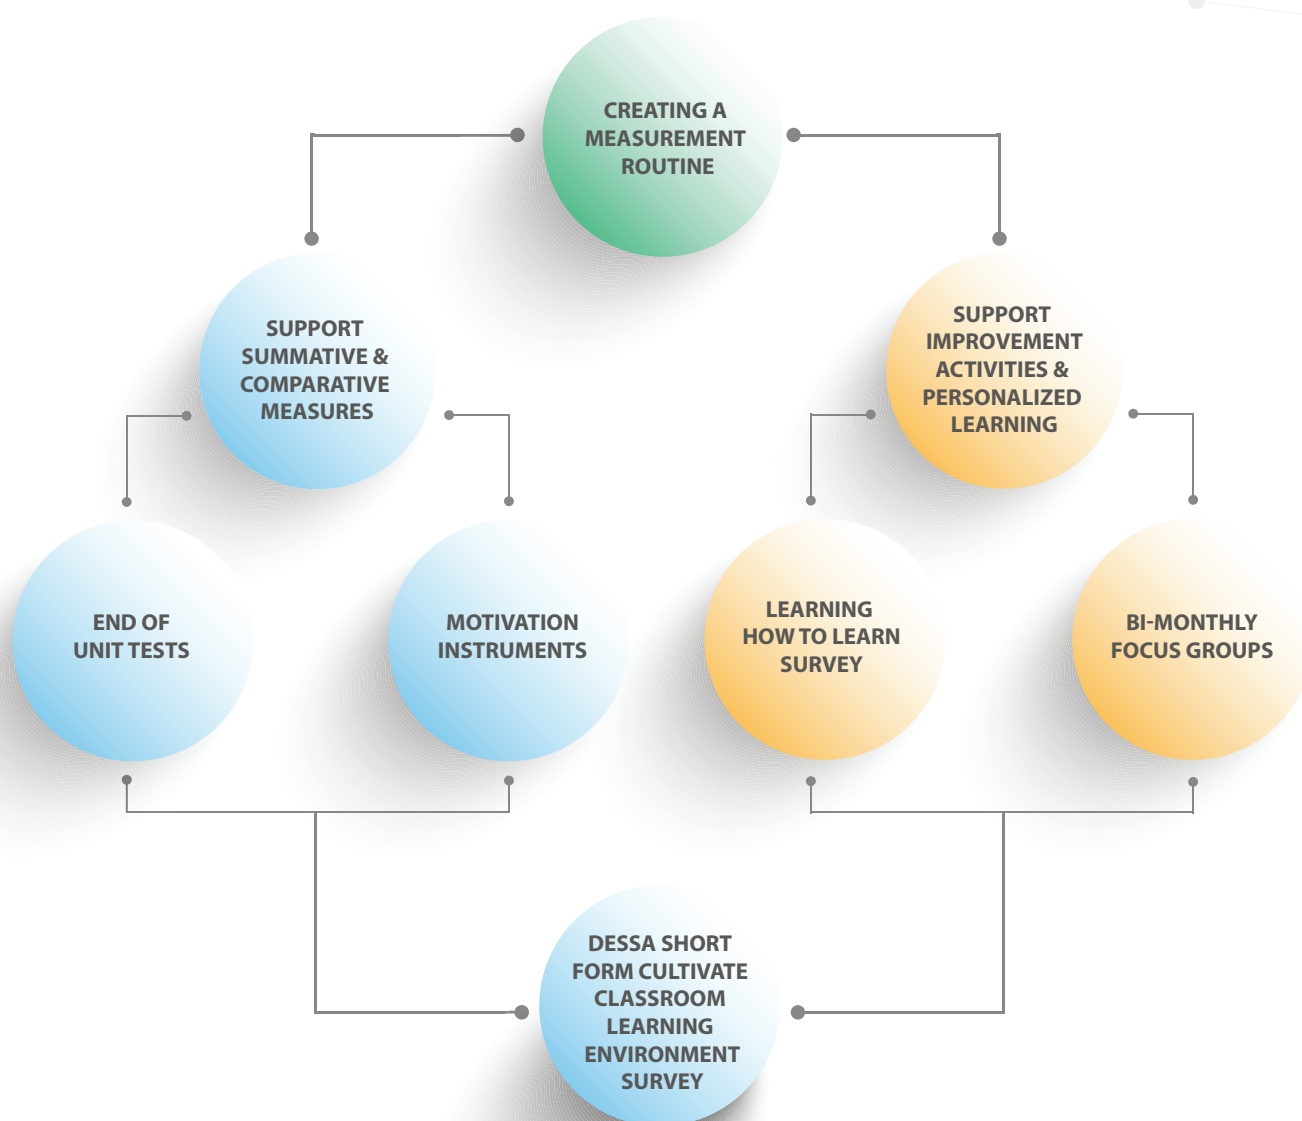 CREATING A
MEASUREMENT
ROUTINE
SUPPORT
SUMMATIVE &
COMPARATIVE
MEASURES
SUPPORT
IMPROVEMENT
ACTIVITIES &
PERSONALIZED
LEARNING
END OF
UNIT TESTS
MOTIVATION
INSTRUMENTS
LEARNING
HOW TO LEARN
SURVEY
BI-MONTHLY
FOCUS GROUPS
DESSA SHORT
FORM CULTIVATE
CLASSROOM
LEARNING
ENVIRONMENT
SURVEY